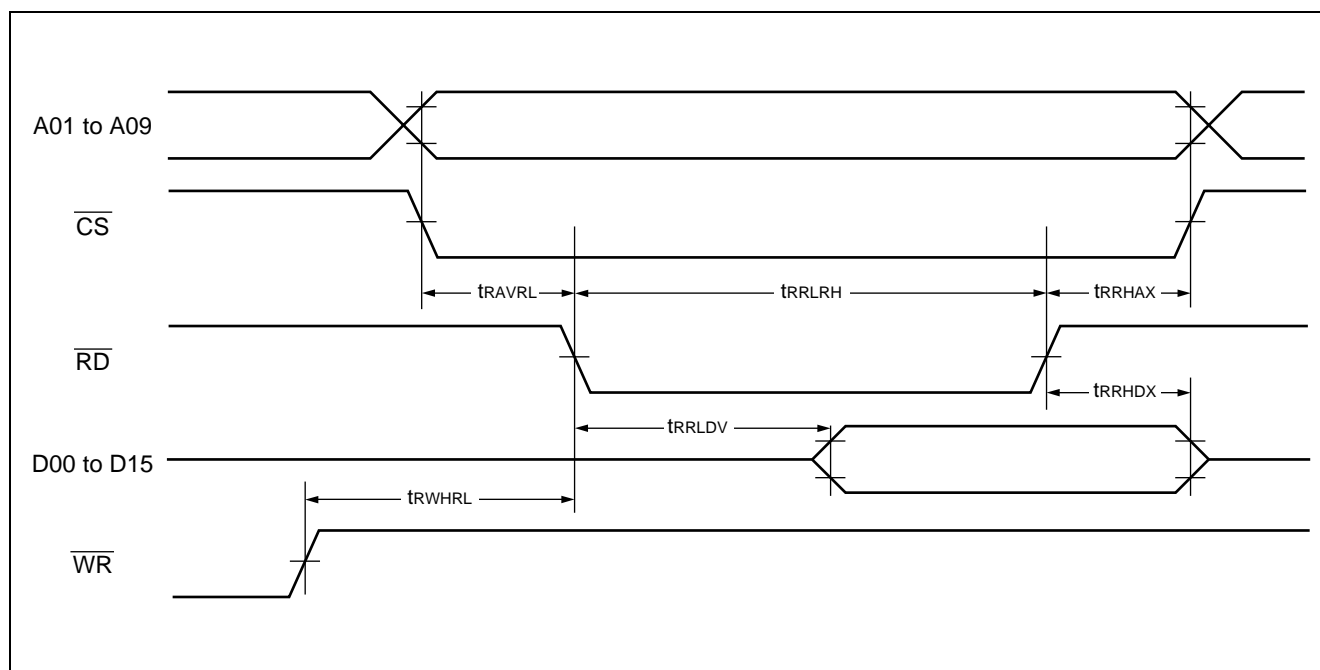 A01 to A09
CS
tRAVRL
tRRLRH
tRRHAX
RD
tRRHDX
tRRLDV
D00 to D15
tRWHRL
WR